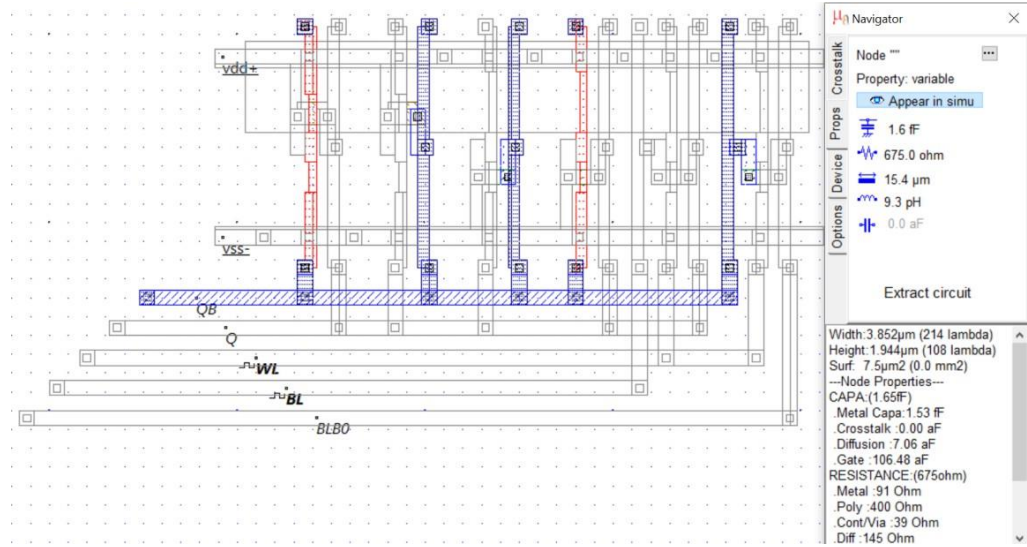 Navigator
Crosstalk
Props
Device
Options
Node ""
Property: variable
Appear in simu
1.6 fF
675.0 ohm
15.4 µm
9.3 pH
0.0 aF
Extract circuit
Width:3.852µm (214 lambda)
Height:1.944µm (108 lambda)
Surf: 7.5µm2 (0.0 mm2)
---Node Properties---
CAPA:(1.65fF)
.Metal Capa:1.53 fF
.Crosstalk :0.00 aF
.Diffusion :7.06 aF
.Gate :106.48 aF
RESISTANCE:(675ohm)
.Metal :91 Ohm
.Poly :400 Ohm
.Cont/Via :39 Ohm
.Diff :145 Ohm
vdd+
vss-
QB
Q
WL
BL
BLB0